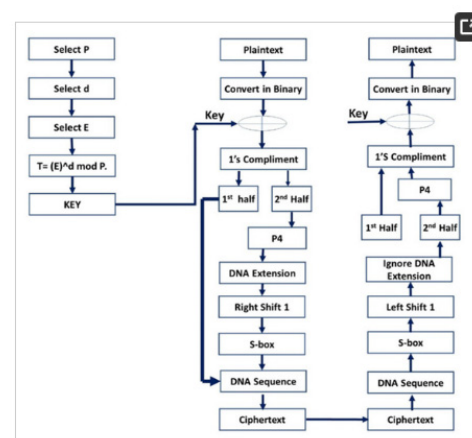 Select P
Select d
Select E
T= (E)^d mod P.
KEY
Plaintext
Convert in Binary
Key
1's Compliment
1st half
2nd Half
P4
DNA Extension
Right Shift 1
S-box
DNA Sequence
Ciphertext
Plaintext
Convert in Binary
Key
1'S Compliment
P4
1st Half
2nd Half
Ignore DNA
Extension
Left Shift 1
S-box
DNA Sequence
Ciphertext